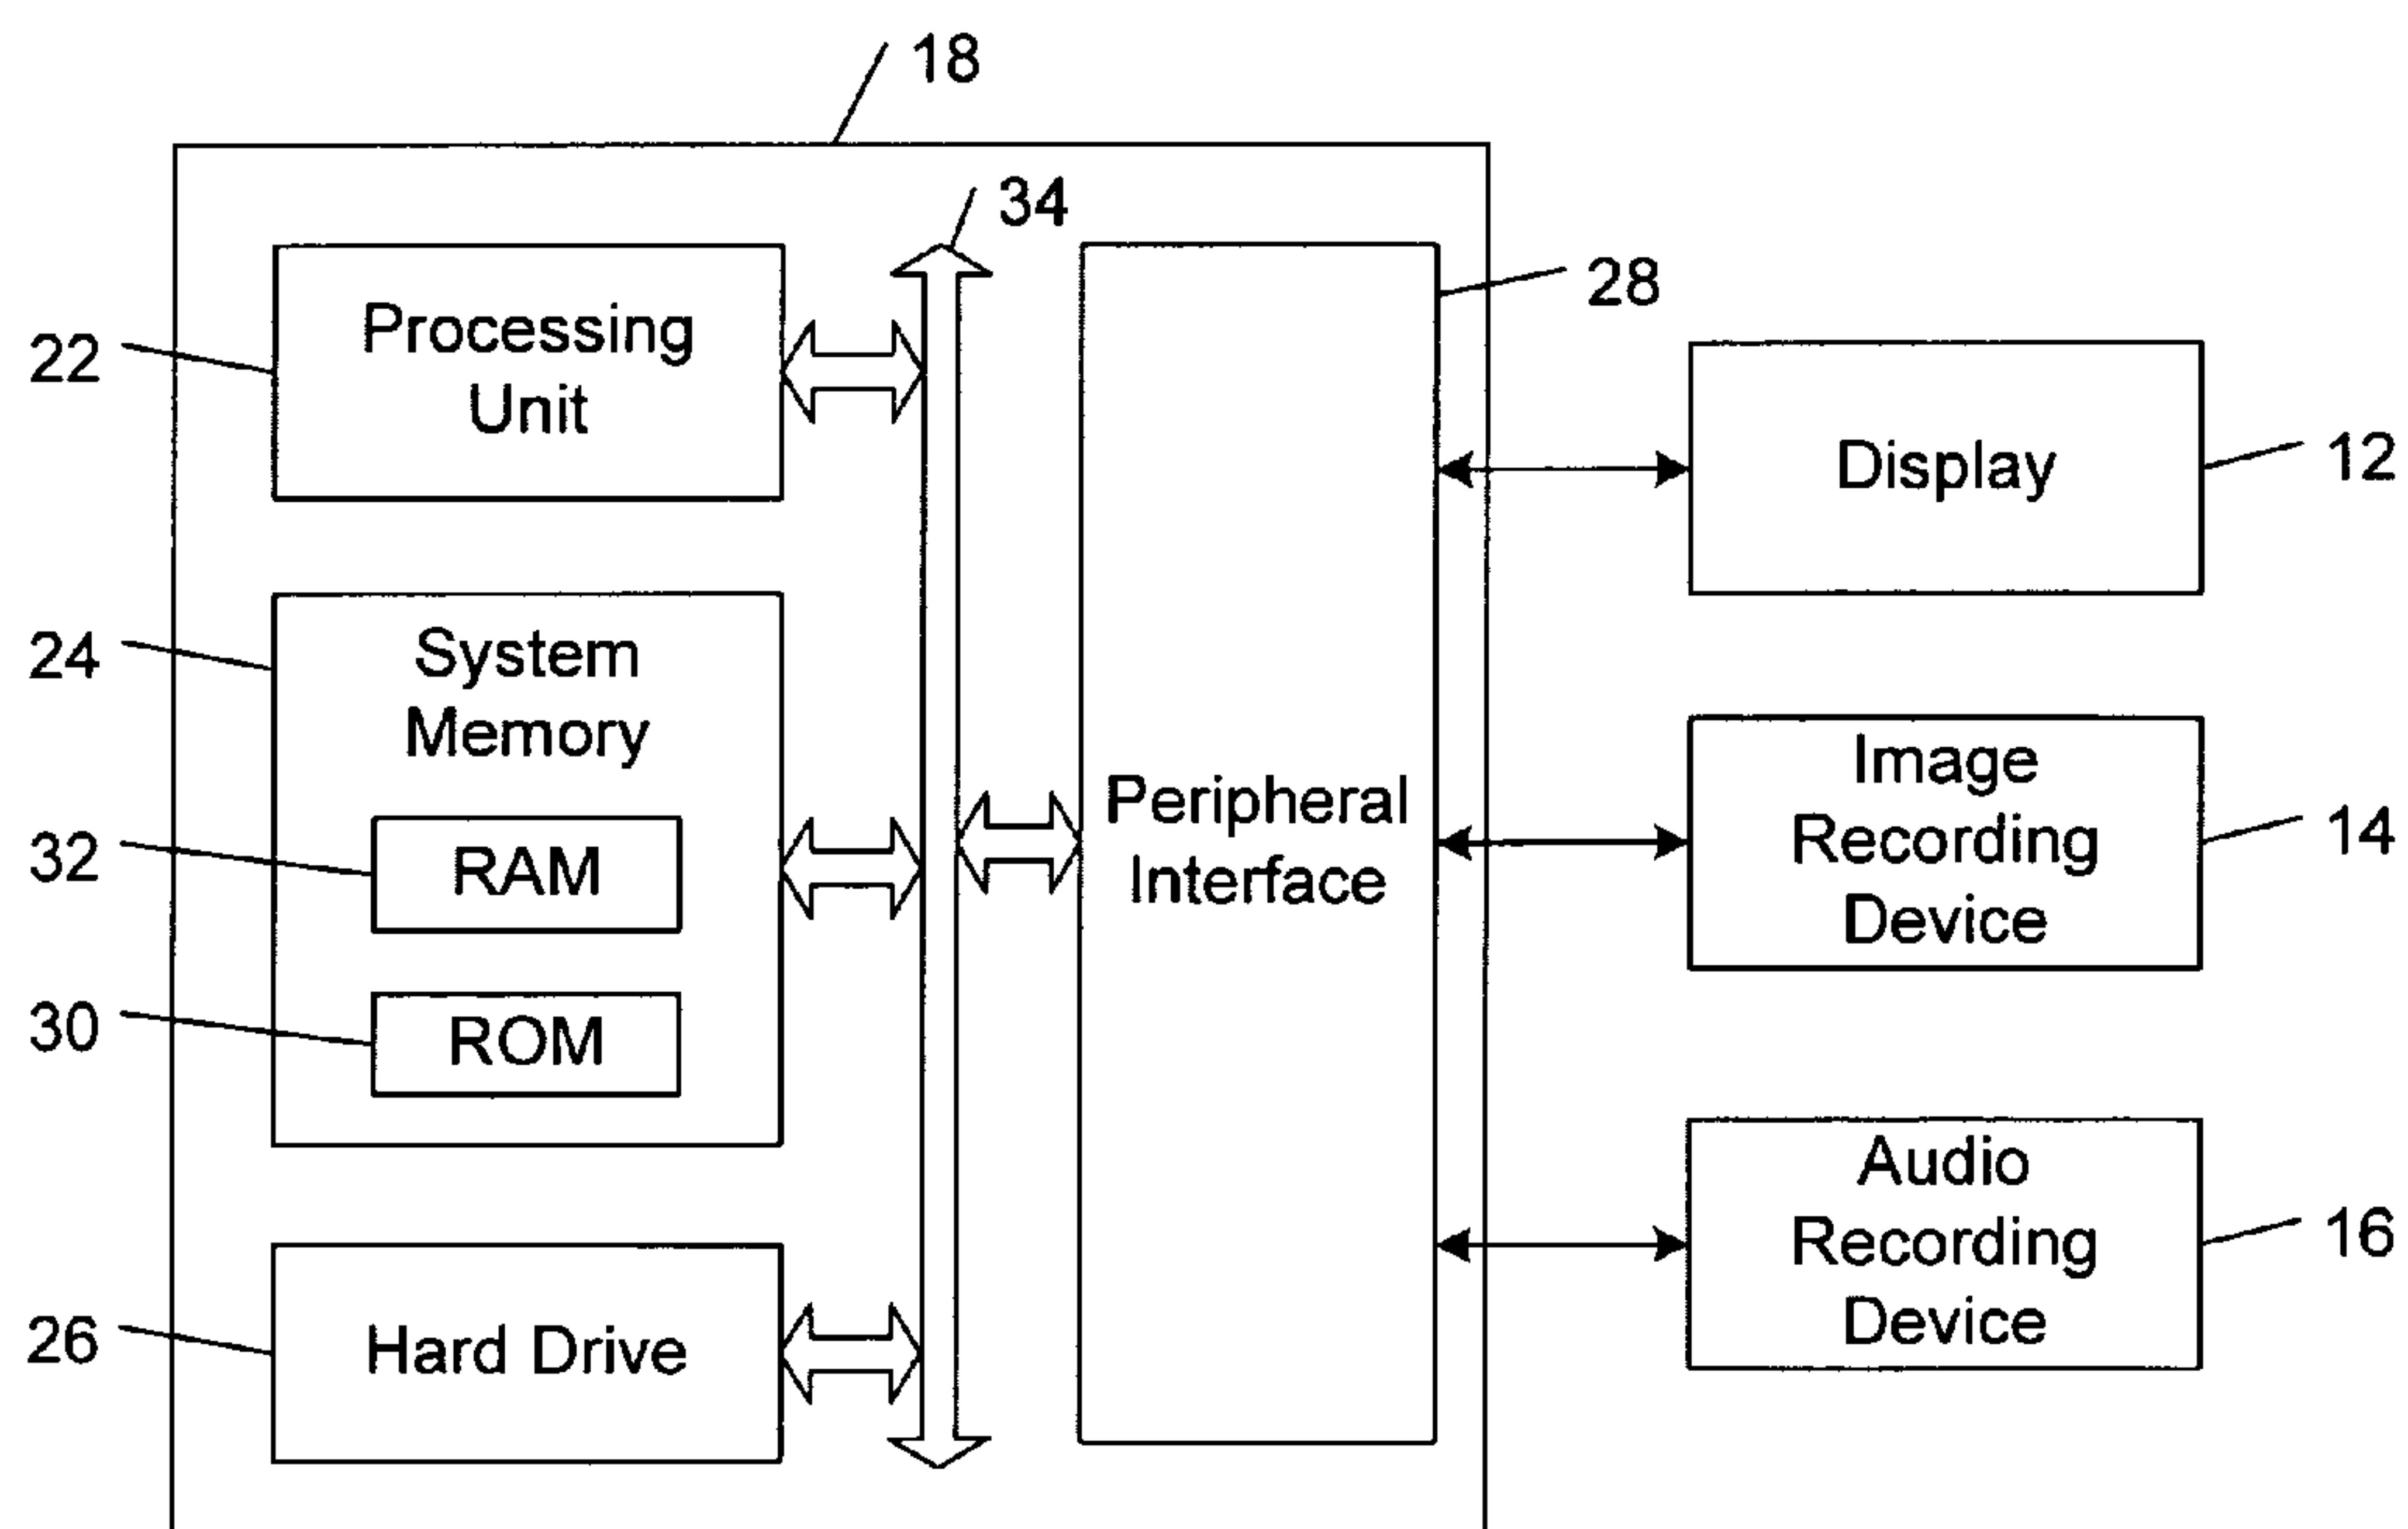 18
34
Processing
Unit
22
28
Display
12
System
Memory
24
RAM
32
ROM
30
Peripheral
Interface
Image
Recording
Device
14
Audio
Recording
Device
16
Hard Drive
26